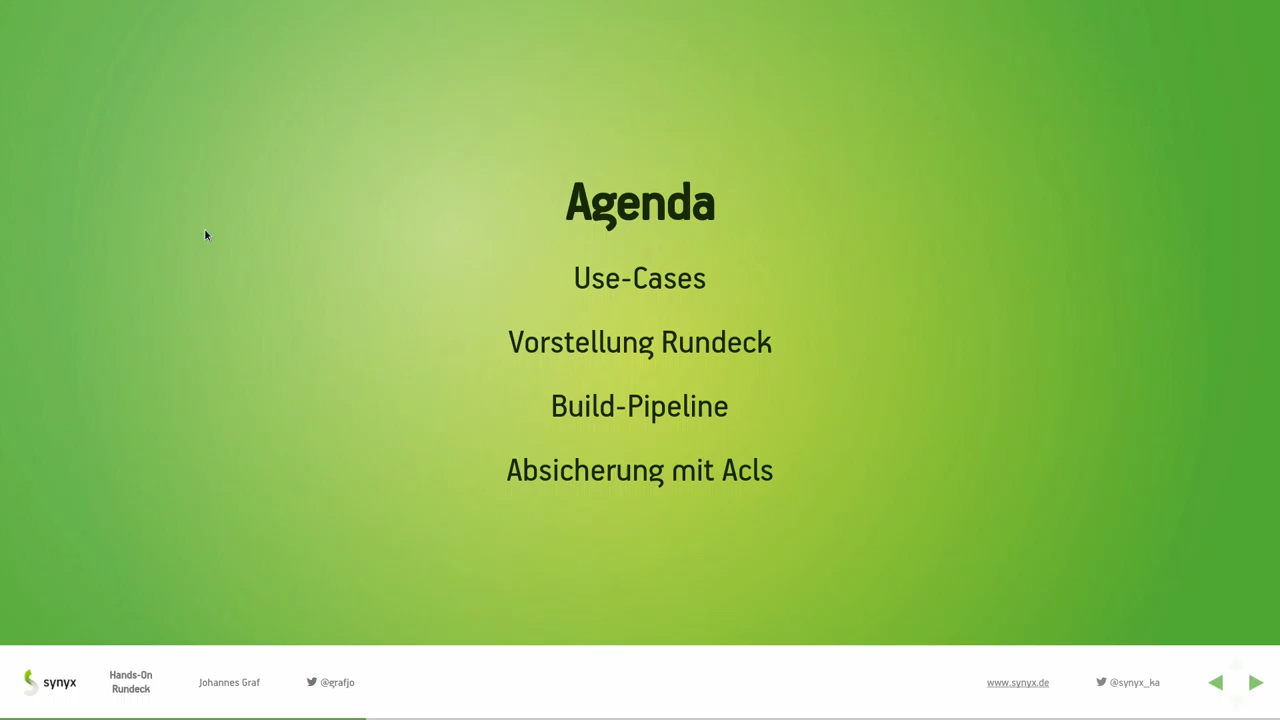 Agenda
Use-Cases
Vorstellung Rundeck
Build-Pipeline
Absicherung mit Acls
synyx
Hands-On
Rundeck
Johannes Graf
@grafjo
www.synyx.de
@synyx_ka